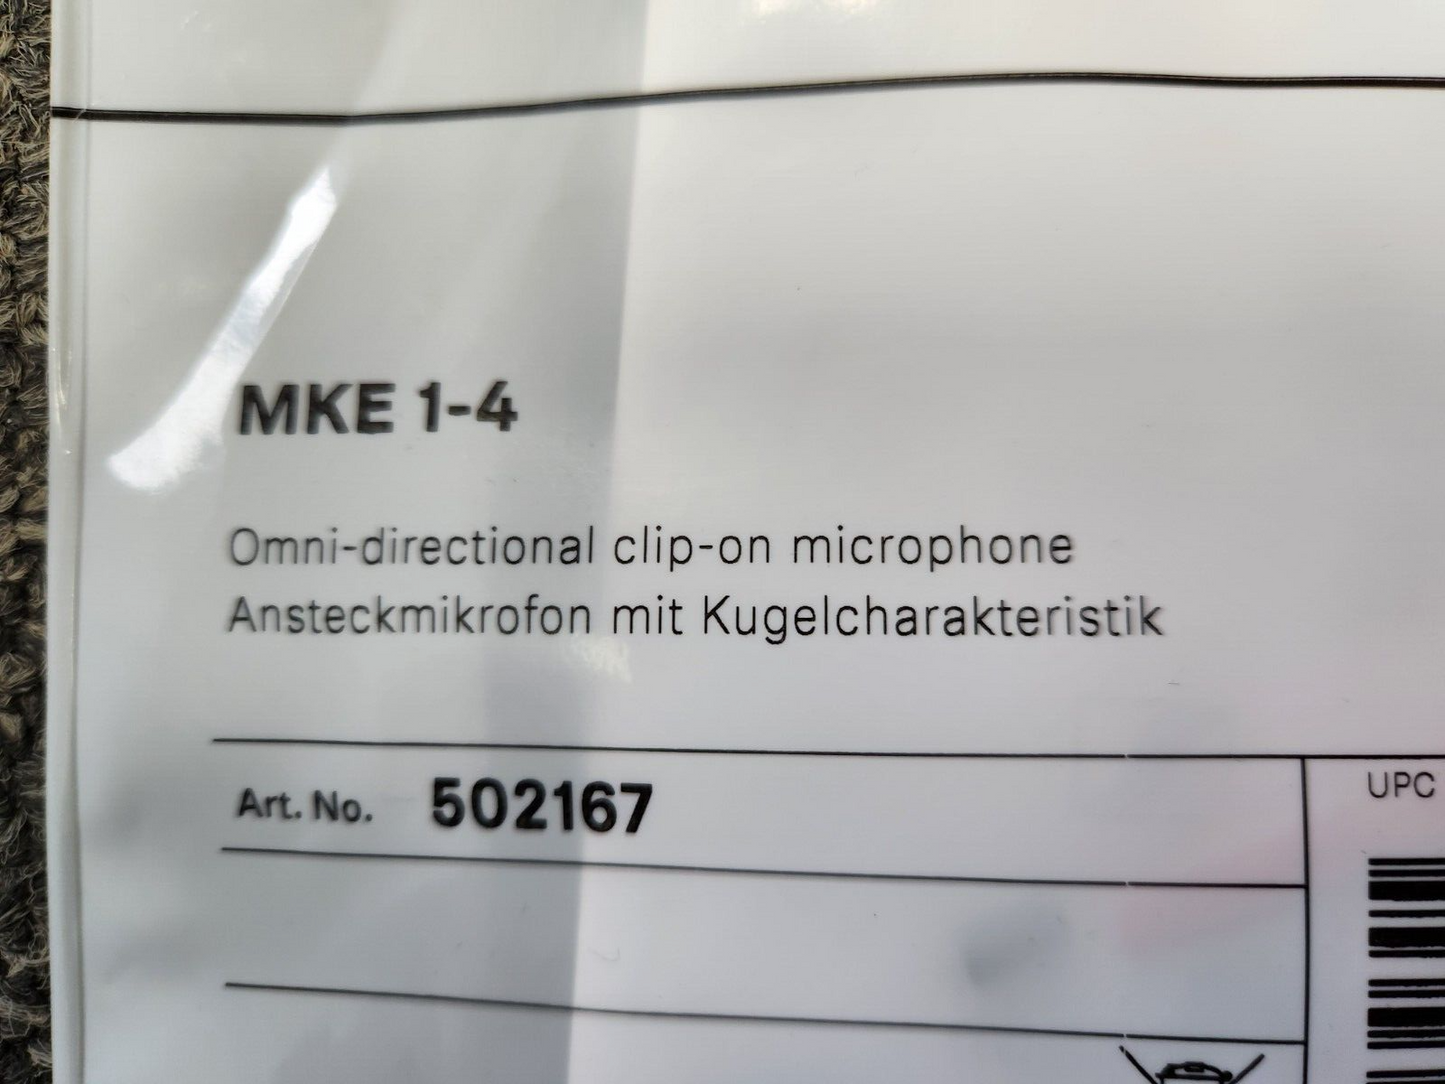 MKE 1-4
Omni-directional clip-on microphone
Ansteckmikrofon mit Kugelcharakteristik
Art. No. 502167
UPC